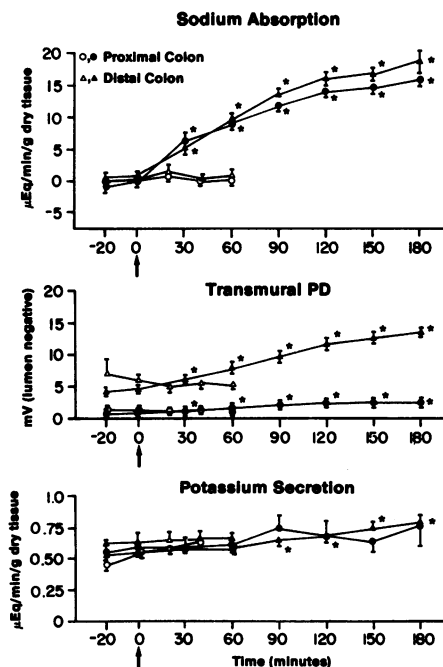 Sodium Absorption
○,● Proximal Colon
△,▲ Distal Colon
μEq/min/g dry tissue
20
15
10
5
0
-5
-20 0 30 60 90 120 150 180
Transmural PD
mV (lumen negative)
20
15
10
5
0
-20 0 30 60 90 120 150 180
Potassium Secretion
μEq/min/g dry tissue
1.0
0.75
0.50
0.25
0
-20 0 30 60 90 120 150 180
Time (minutes)